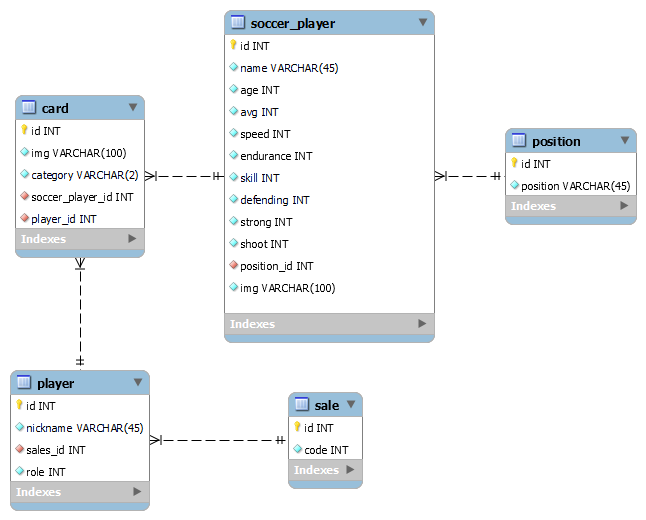 soccer_player
id INT
name VARCHAR(45)
age INT
avg INT
speed INT
endurance INT
skill INT
defending INT
strong INT
shoot INT
position_id INT
img VARCHAR(100)
Indexes
card
id INT
img VARCHAR(100)
category VARCHAR(2)
soccer_player_id INT
player_id INT
Indexes
position
id INT
position VARCHAR(45)
Indexes
player
id INT
nickname VARCHAR(45)
sales_id INT
role INT
Indexes
sale
id INT
code INT
Indexes